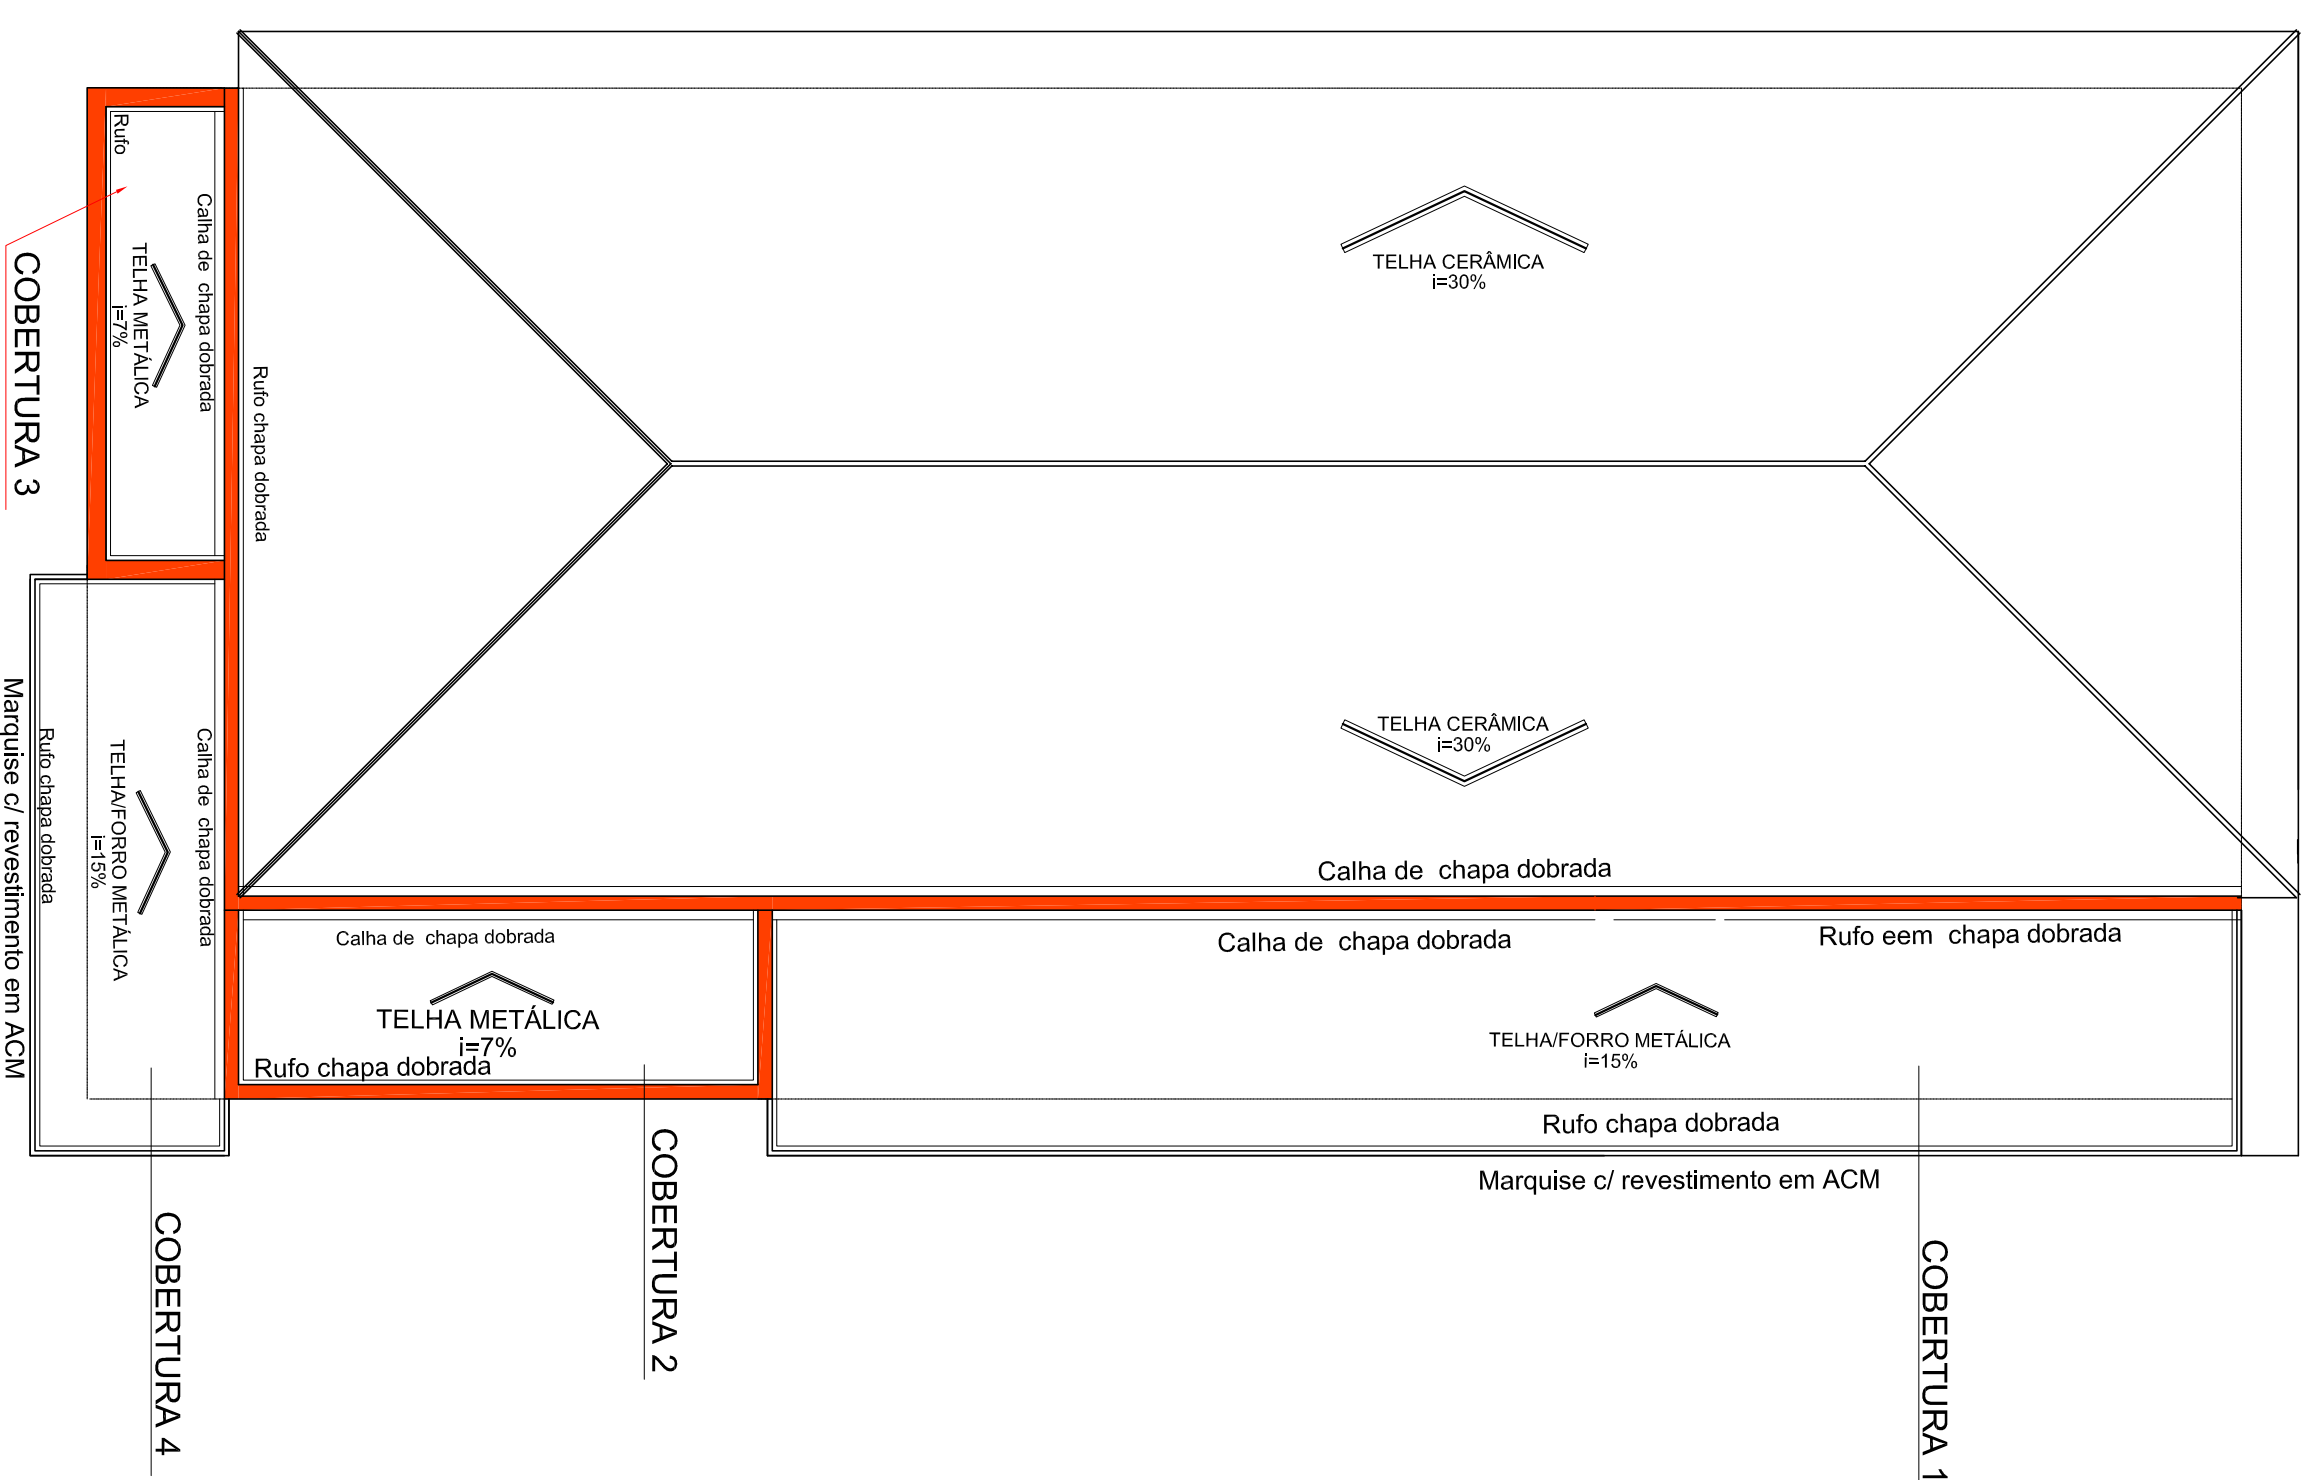 TELHA CERÂMICA
i=30%
Rufo
Calha de chapa dobrada
TELHA METÁLICA
i=7%
COBERTURA 3
Rufo chapa dobrada
TELHA CERÂMICA
i=30%
Calha de chapa dobrada
Calha de chapa dobrada
TELHA/FORRO METÁLICA
i=15%
Rufo chapa dobrada
Marquise c/ revestimento em ACM
Calha de chapa dobrada
TELHA METÁLICA
i=7%
Rufo chapa dobrada
Calha de chapa dobrada
Rufo eem chapa dobrada
TELHA/FORRO METÁLICA
i=15%
Rufo chapa dobrada
Marquise c/ revestimento em ACM
COBERTURA 4
COBERTURA 2
COBERTURA 1